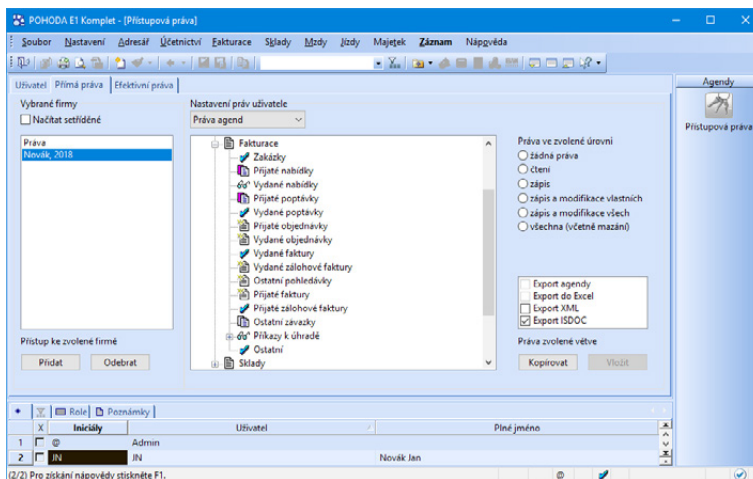 POHODA E1 Komplet - [Přístupová práva]
Soubor Nastavení Adresář Účetnictví Fakturace Sklady Mzdy Jízdy Majetek Záznam Nápověda
Uživatel Přímá práva Efektivní práva
Agendy
Přístupová práva
Vybrané firmy
Načítat setříděné
Práva
Novák, 2018
Přístup ke zvolené firmě
Přidat Odebrat
Nastavení práv uživatele
Práva agend
Fakturace
Zakázky
Přijaté nabídky
Vydané nabídky
Přijaté poptávky
Vydané poptávky
Přijaté objednávky
Vydané objednávky
Vydané faktury
Vydané zálohové faktury
Ostatní pohledávky
Přijaté faktury
Přijaté zálohové faktury
Ostatní závazky
Příkazy k úhradě
Ostatní
Sklady
Práva ve zvolené úrovni
žádná práva
čtení
zápis
zápis a modifikace vlastních
zápis a modifikace všech
všechna (včetně mazání)
Export agendy
Export do Excel
Export XML
Export ISDOC
Práva zvolené větve
Kopírovat Vložit
Role Poznámky
X Iniciály Uživatel Plné jméno
1 @ Admin
2 JN JN Novák Jan
(2/2) Pro získání nápovědy stiskněte F1. @